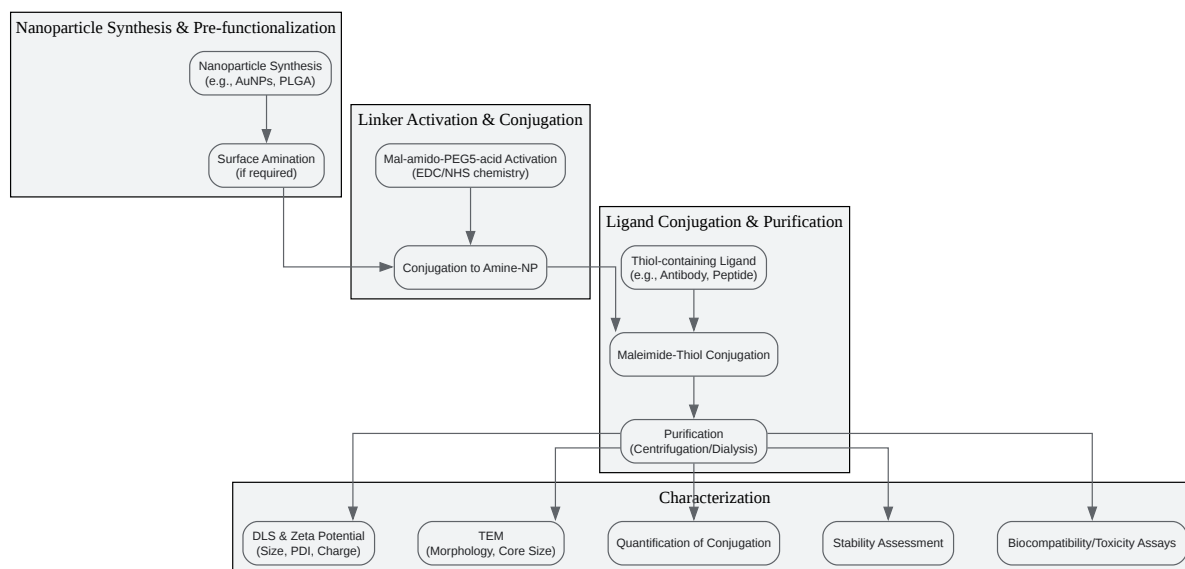 Nanoparticle Synthesis & Pre-functionalization
Nanoparticle Synthesis
(e.g., AuNPs, PLGA)
Surface Amination
(if required)
Linker Activation & Conjugation
Mal-amido-PEG5-acid Activation
(EDC/NHS chemistry)
Conjugation to Amine-NP
Ligand Conjugation & Purification
Thiol-containing Ligand
(e.g., Antibody, Peptide)
Maleimide-Thiol Conjugation
Purification
(Centrifugation/Dialysis)
Characterization
DLS & Zeta Potential
(Size, PDI, Charge)
TEM
(Morphology, Core Size)
Quantification of Conjugation
Stability Assessment
Biocompatibility/Toxicity Assays